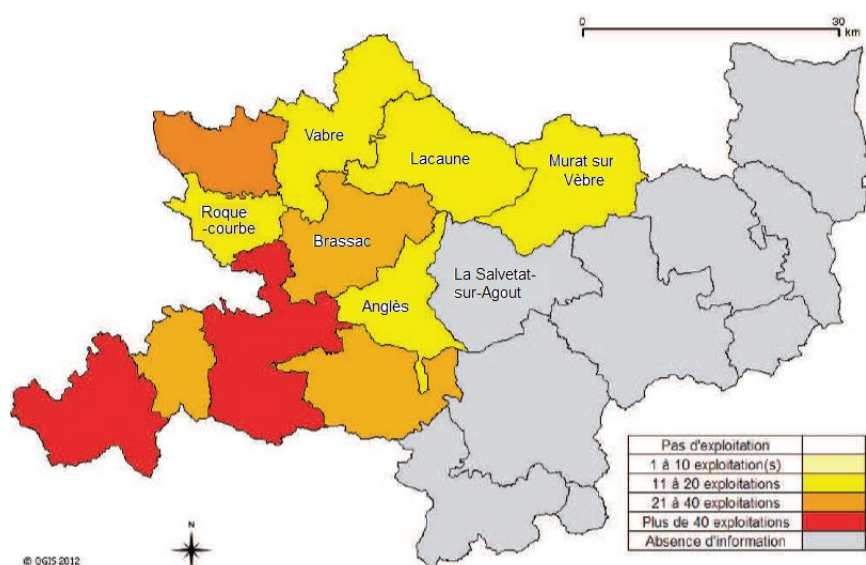 0
30
km
Vabre
Lacaune
Murat sur
Vèbre
Roque
-courbe
Brassac
La Salvetat-
sur-Agout
Anglès
Pas d'exploitation
1 à 10 exploitation(s)
11 à 20 exploitations
21 à 40 exploitations
Plus de 40 exploitations
Absence d'information
N
© OGIS 2012